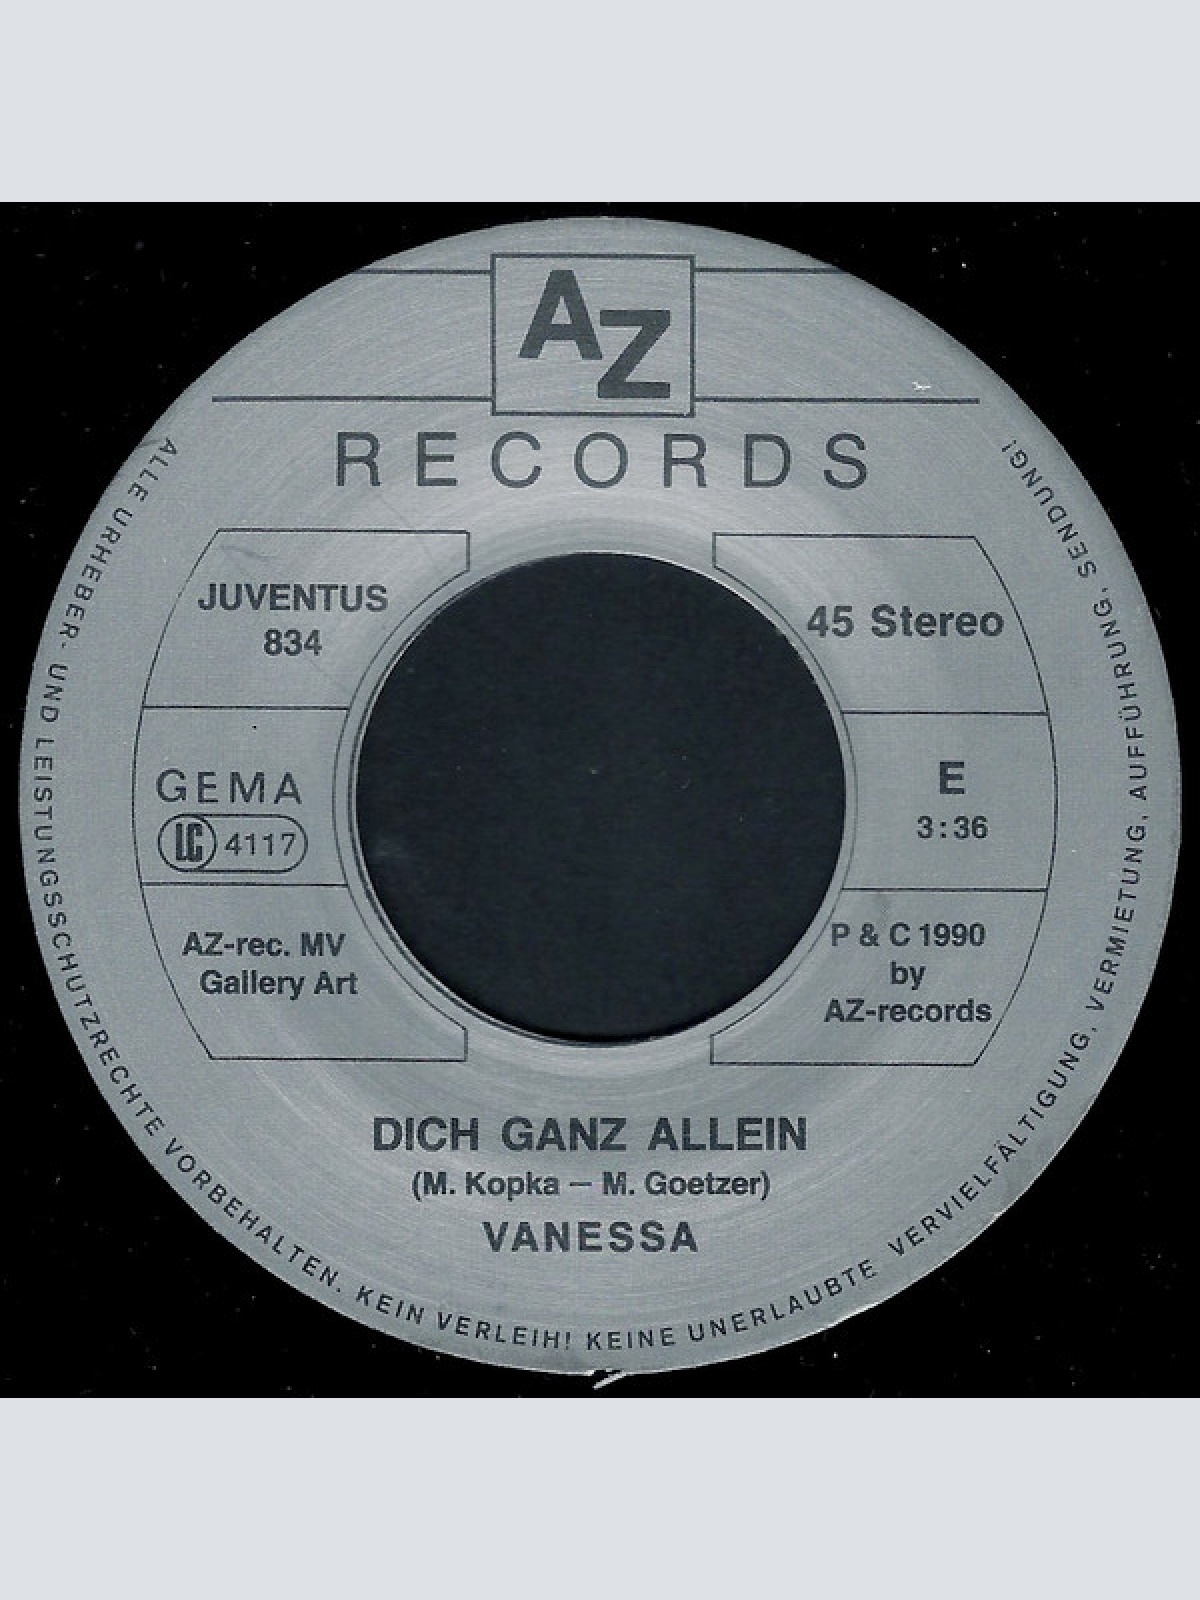 AZ
RECORDS
JUVENTUS
834
45 Stereo
GEMA
LC 4117
E
3:36
AZ-rec. MV
Gallery Art
P & C 1990
by
AZ-records
DICH GANZ ALLEIN
(M. Kopka – M. Goetzer)
VANESSA
ALLE URHEBER- UND LEISTUNGSSCHUTZRECHTE VORBEHALTEN. KEIN VERLEIH! KEINE UNERLAUBTE VERVIELFÄLTIGUNG, VERMIETUNG, AUFFÜHRUNG, SENDUNG!